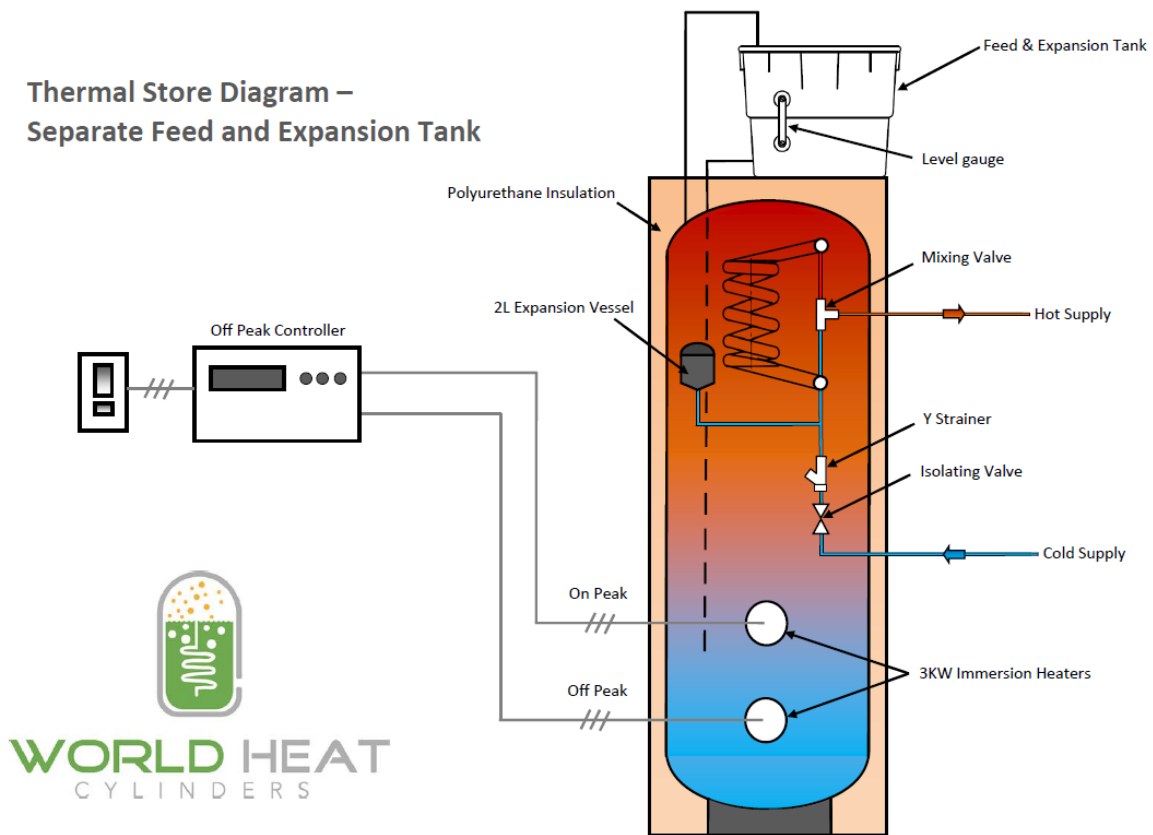 Thermal Store Diagram –
Separate Feed and Expansion Tank
Feed & Expansion Tank
Level gauge
Polyurethane Insulation
Mixing Valve
2L Expansion Vessel
Hot Supply
Off Peak Controller
Y Strainer
Isolating Valve
Cold Supply
On Peak
3KW Immersion Heaters
Off Peak
WORLD HEAT
CYLINDERS